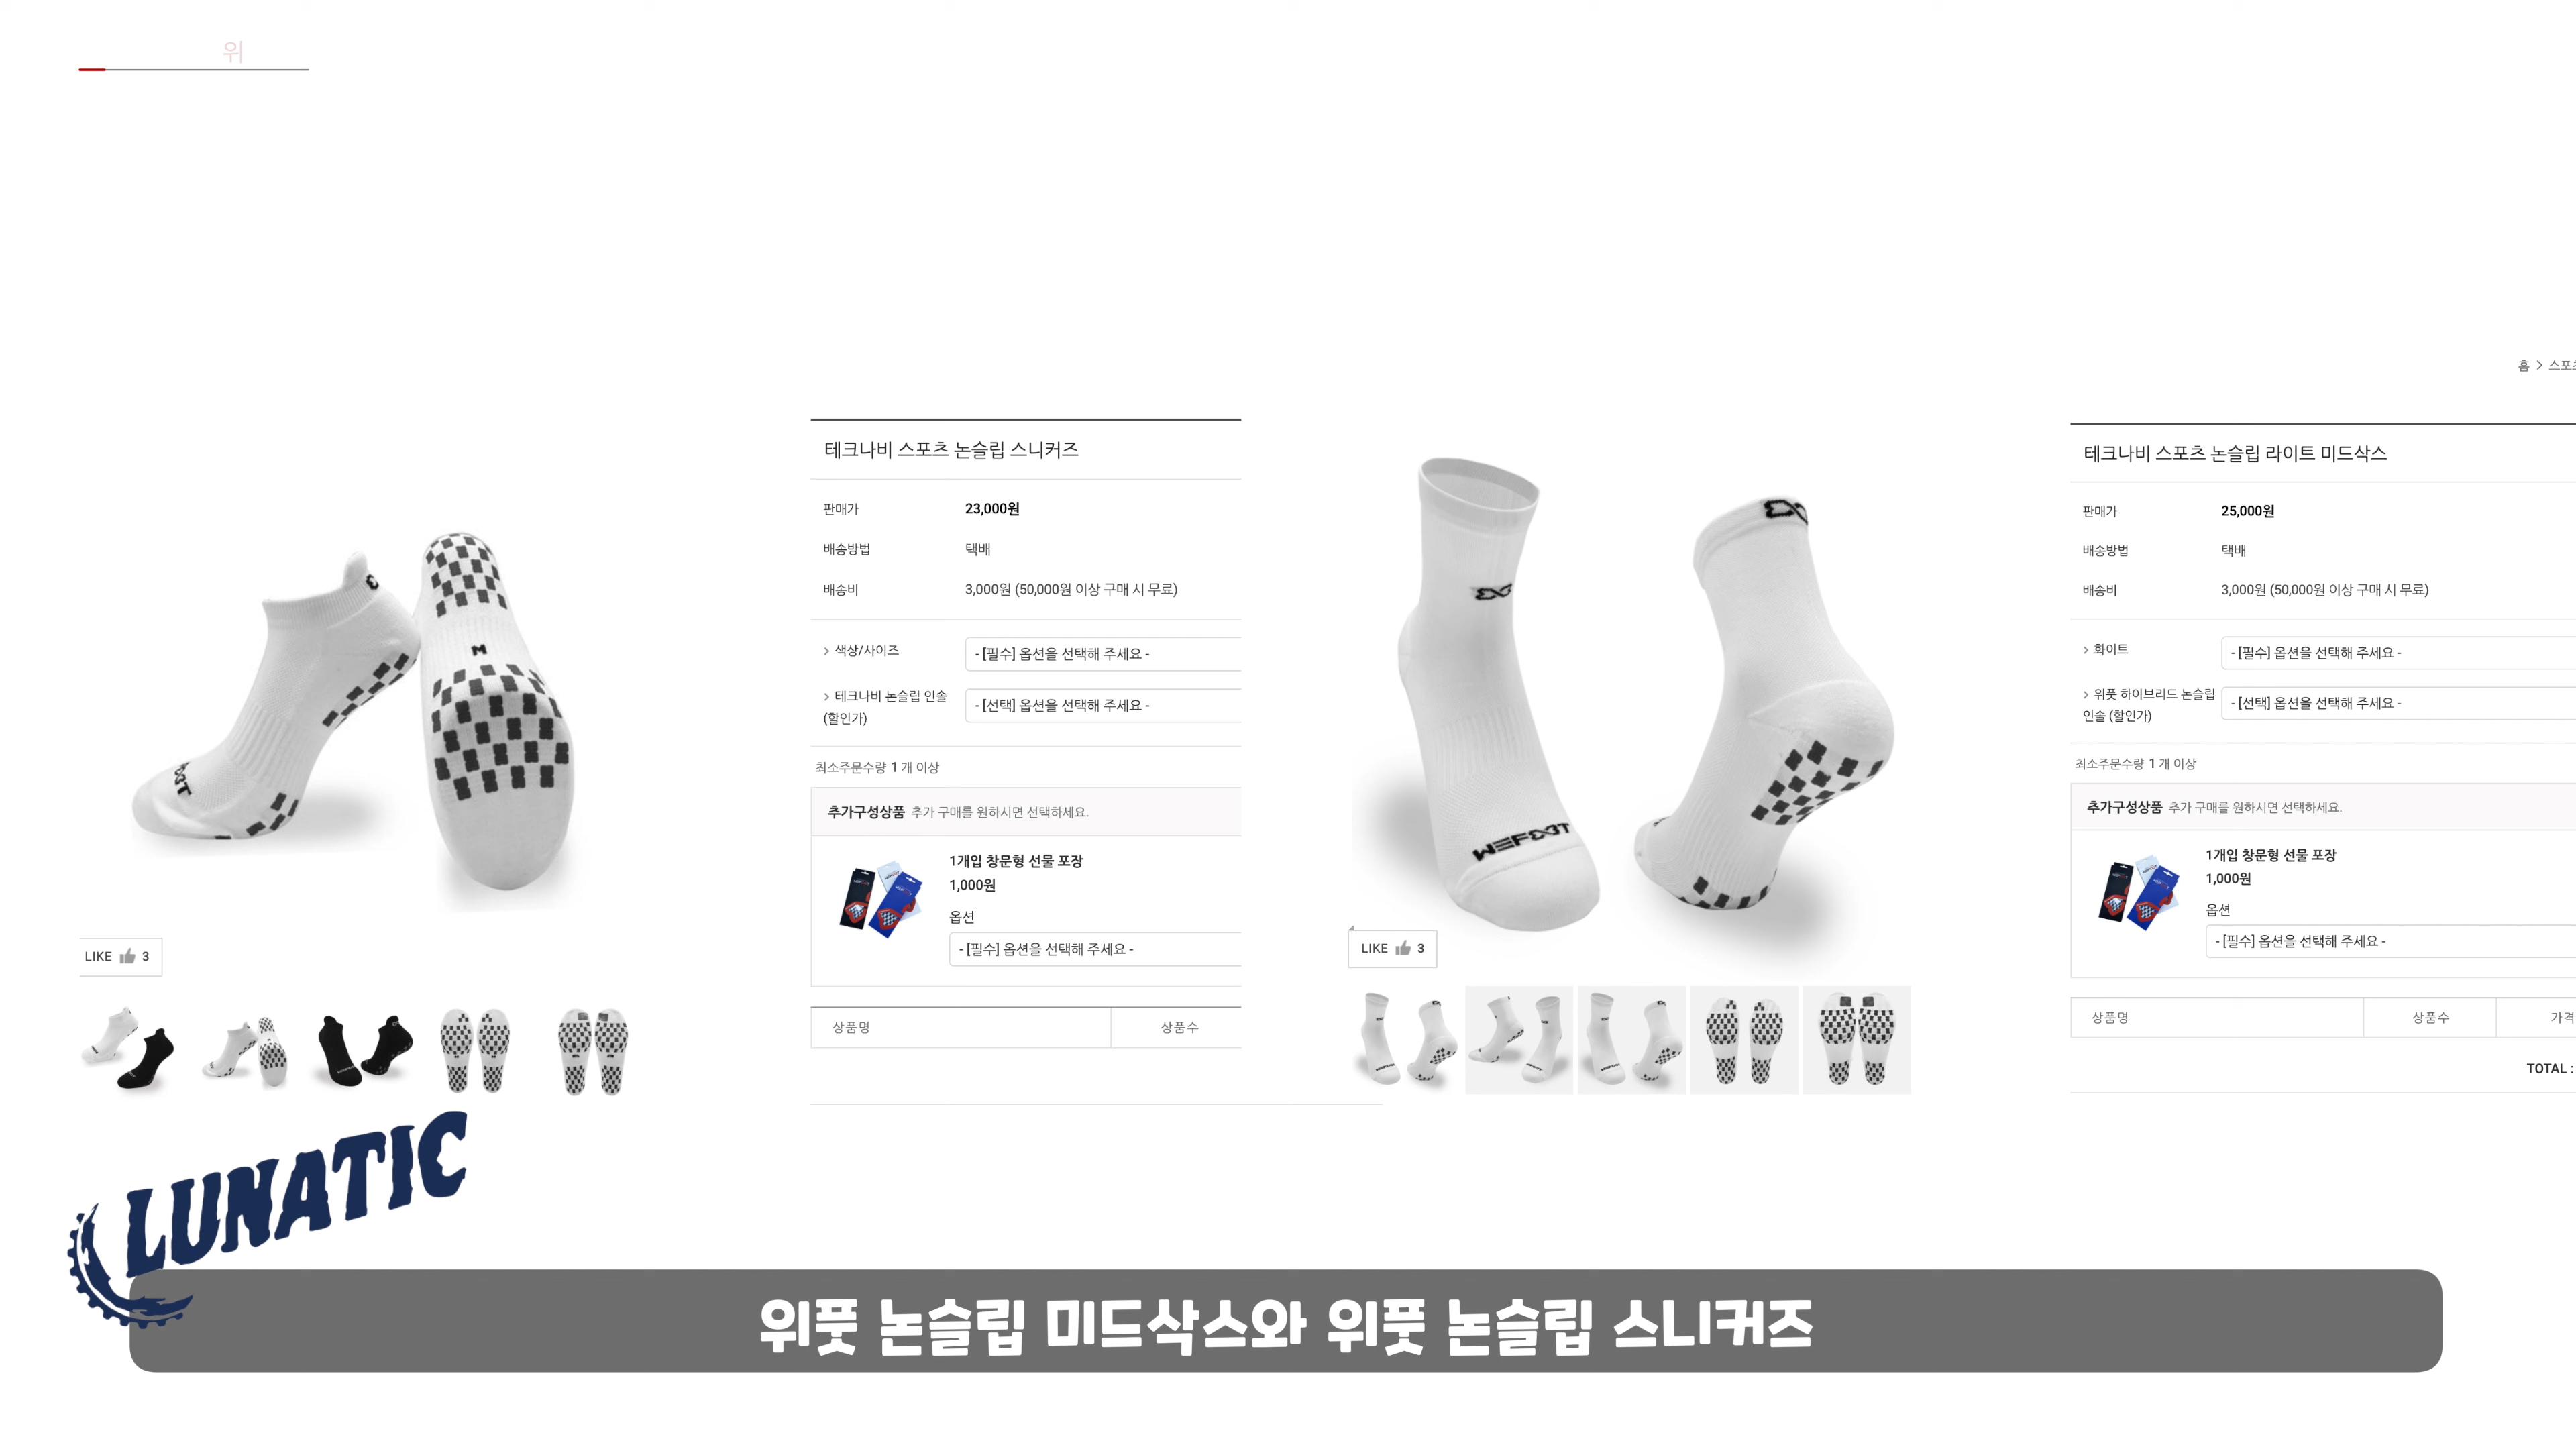 위
테크나비 스포츠 논슬립 스니커즈
판매가 23,000원
배송방법 택배
배송비 3,000원 (50,000원 이상 구매 시 무료)
> 색상/사이즈 - [필수] 옵션을 선택해 주세요 -
> 테크나비 논슬립 인솔 (할인가) - [선택] 옵션을 선택해 주세요 -
최소주문수량 1 개 이상
추가구성상품 추가 구매를 원하시면 선택하세요.
1개입 창문형 선물 포장
1,000원
옵션
- [필수] 옵션을 선택해 주세요 -
상품명 상품수
M
LIKE 3
홈 > 스포츠
테크나비 스포츠 논슬립 라이트 미드삭스
판매가 25,000원
배송방법 택배
배송비 3,000원 (50,000원 이상 구매 시 무료)
> 화이트 - [필수] 옵션을 선택해 주세요 -
> 위풋 하이브리드 논슬립 인솔 (할인가) - [선택] 옵션을 선택해 주세요 -
최소주문수량 1 개 이상
추가구성상품 추가 구매를 원하시면 선택하세요.
1개입 창문형 선물 포장
1,000원
옵션
- [필수] 옵션을 선택해 주세요 -
상품명 상품수 가격
TOTAL :
WEFOOT
LIKE 3
LUNATIC
위풋 논슬립 미드삭스와 위풋 논슬립 스니커즈